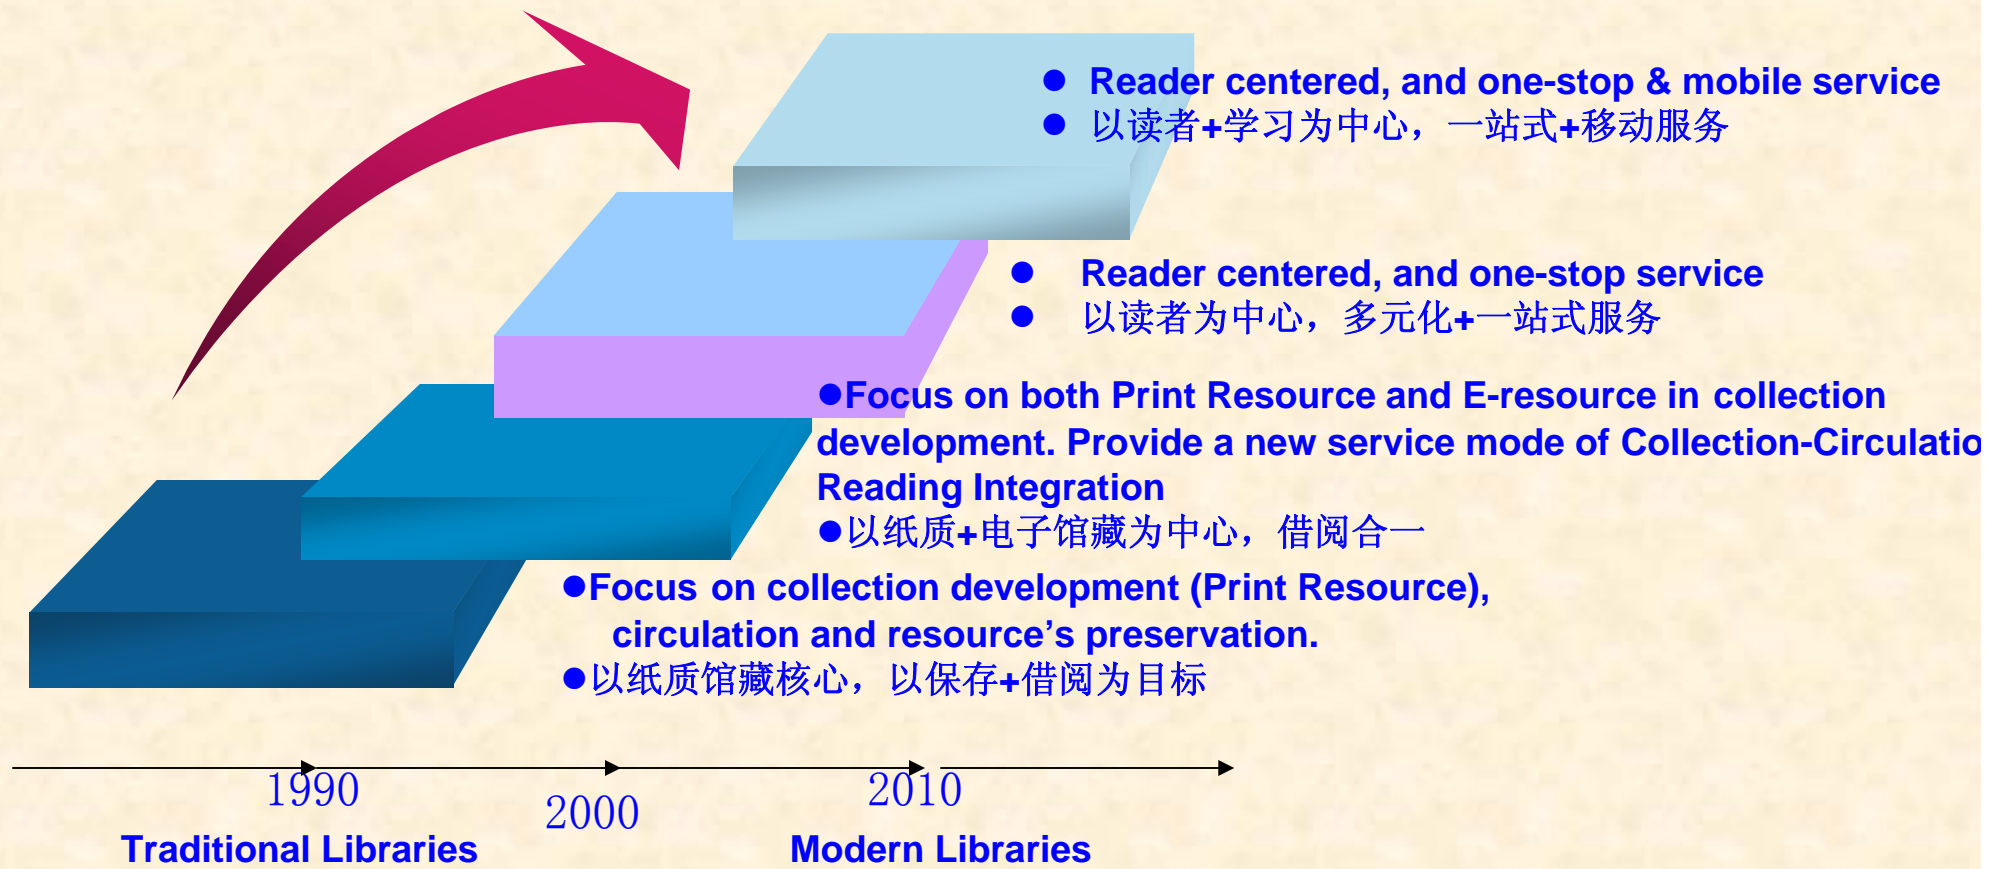 ● Reader centered, and one-stop & mobile service
● 以读者+学习为中心，一站式+移动服务
● Reader centered, and one-stop service
● 以读者为中心，多元化+一站式服务
●Focus on both Print Resource and E-resource in collection
development. Provide a new service mode of Collection-Circulatio
Reading Integration
●以纸质+电子馆藏为中心，借阅合一
●Focus on collection development (Print Resource),
circulation and resource’s preservation.
●以纸质馆藏核心，以保存+借阅为目标
1990
2000
2010
Traditional Libraries
Modern Libraries